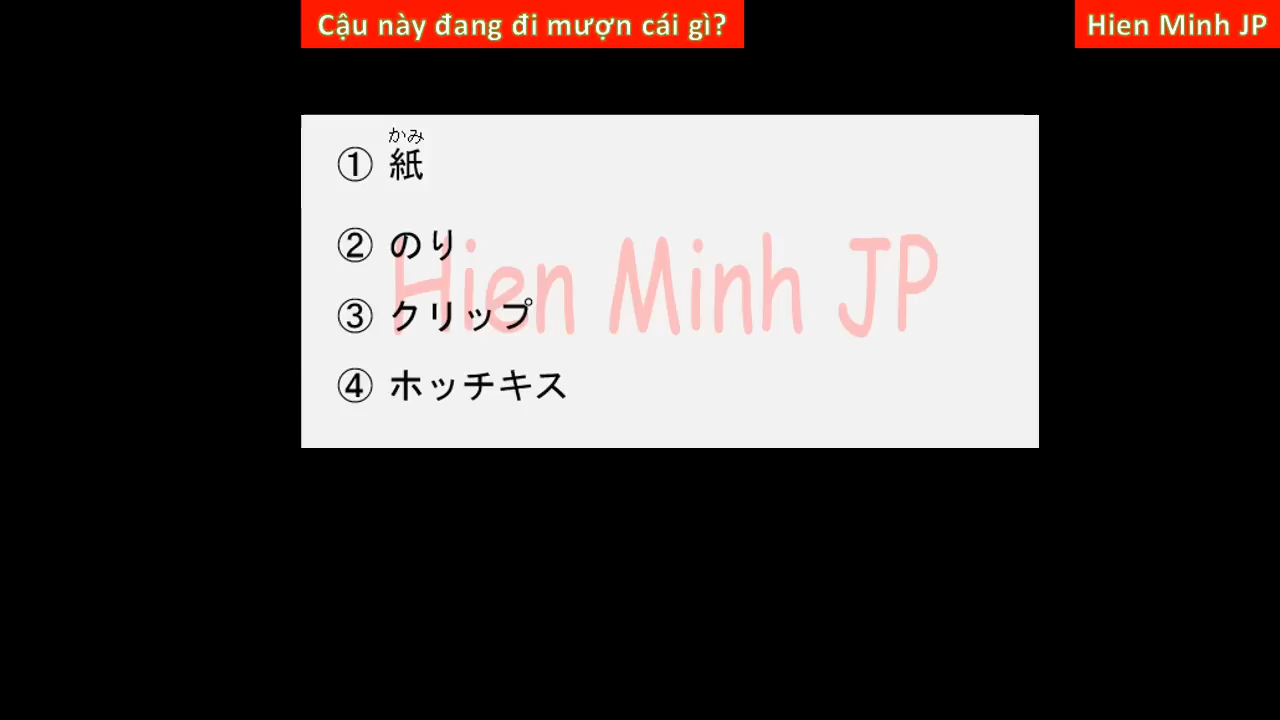 Cậu này đang đi mượn cái gì?
Hien Minh JP
かみ
① 紙
② のり
③ クリップ
④ ホッチキス
Hien Minh JP